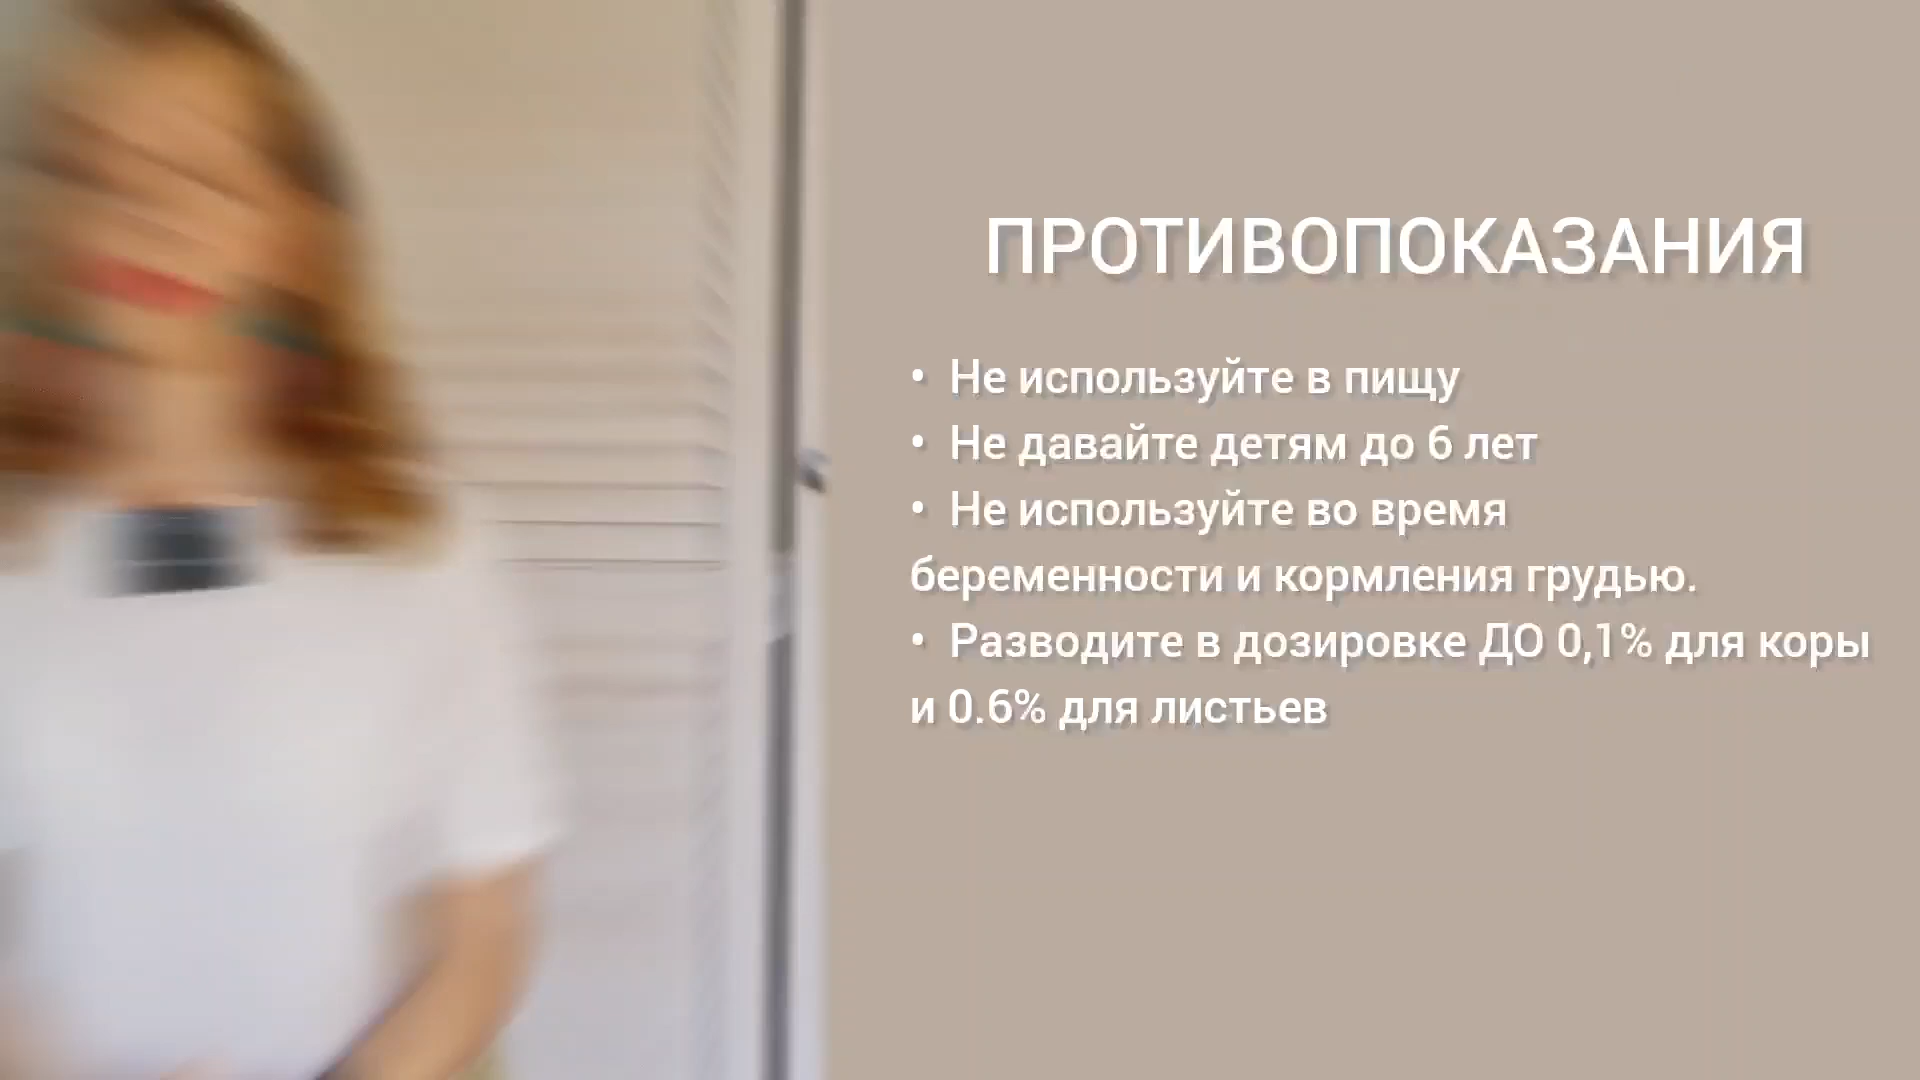 ПРОТИВОПОКАЗАНИЯ
• Не используйте в пищу
• Не давайте детям до 6 лет
• Не используйте во время
беременности и кормления грудью.
• Разводите в дозировке ДО 0,1% для коры
и 0.6% для листьев